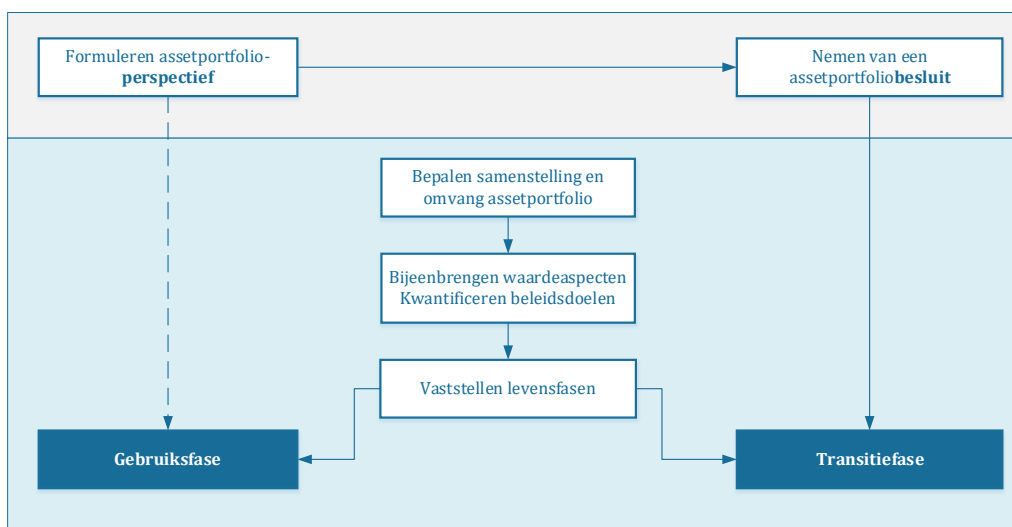 Formuleren assetportfolio-
perspectief
Nemen van een
assetportfoliobesluit
Bepalen samenstelling en
omvang assetportfolio
Bijeenbrengen waardeaspecten
Kwantificeren beleidsdoelen
Vaststellen levensfasen
Gebruiksfase
Transitiefase